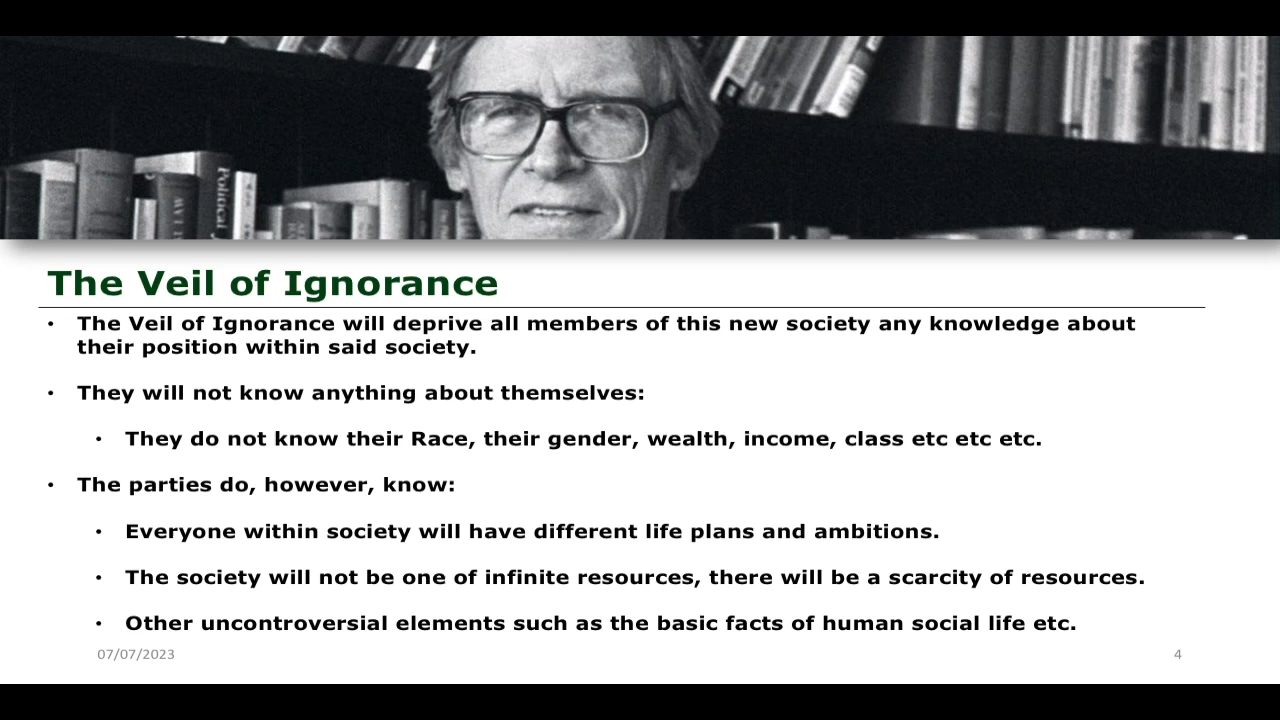 Political
LAW
The Veil of Ignorance
• The Veil of Ignorance will deprive all members of this new society any knowledge about
their position within said society.
• They will not know anything about themselves:
• They do not know their Race, their gender, wealth, income, class etc etc etc.
• The parties do, however, know:
• Everyone within society will have different life plans and ambitions.
• The society will not be one of infinite resources, there will be a scarcity of resources.
• Other uncontroversial elements such as the basic facts of human social life etc.
07/07/2023
4